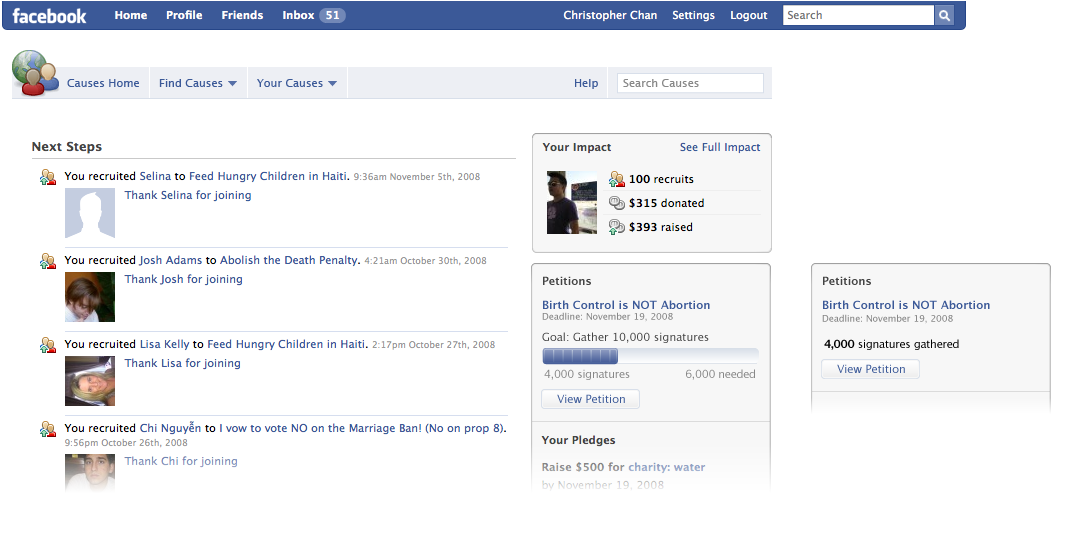 facebook Home Profile Friends Inbox 51 Christopher Chan Settings Logout Search
Causes Home Find Causes Your Causes Help Search Causes
Next Steps
You recruited Selina to Feed Hungry Children in Haiti. 9:36am November 5th, 2008
Thank Selina for joining
You recruited Josh Adams to Abolish the Death Penalty. 4:21am October 30th, 2008
Thank Josh for joining
You recruited Lisa Kelly to Feed Hungry Children in Haiti. 2:17pm October 27th, 2008
Thank Lisa for joining
You recruited Chi Nguyễn to I vow to vote NO on the Marriage Ban! (No on prop 8).
9:56pm October 26th, 2008
Thank Chi for joining
Your Impact See Full Impact
100 recruits
$315 donated
$393 raised
Petitions
Birth Control is NOT Abortion
Deadline: November 19, 2008
Goal: Gather 10,000 signatures
4,000 signatures 6,000 needed
View Petition
Your Pledges
Raise $500 for charity: water
by November 19, 2008
Petitions
Birth Control is NOT Abortion
Deadline: November 19, 2008
4,000 signatures gathered
View Petition